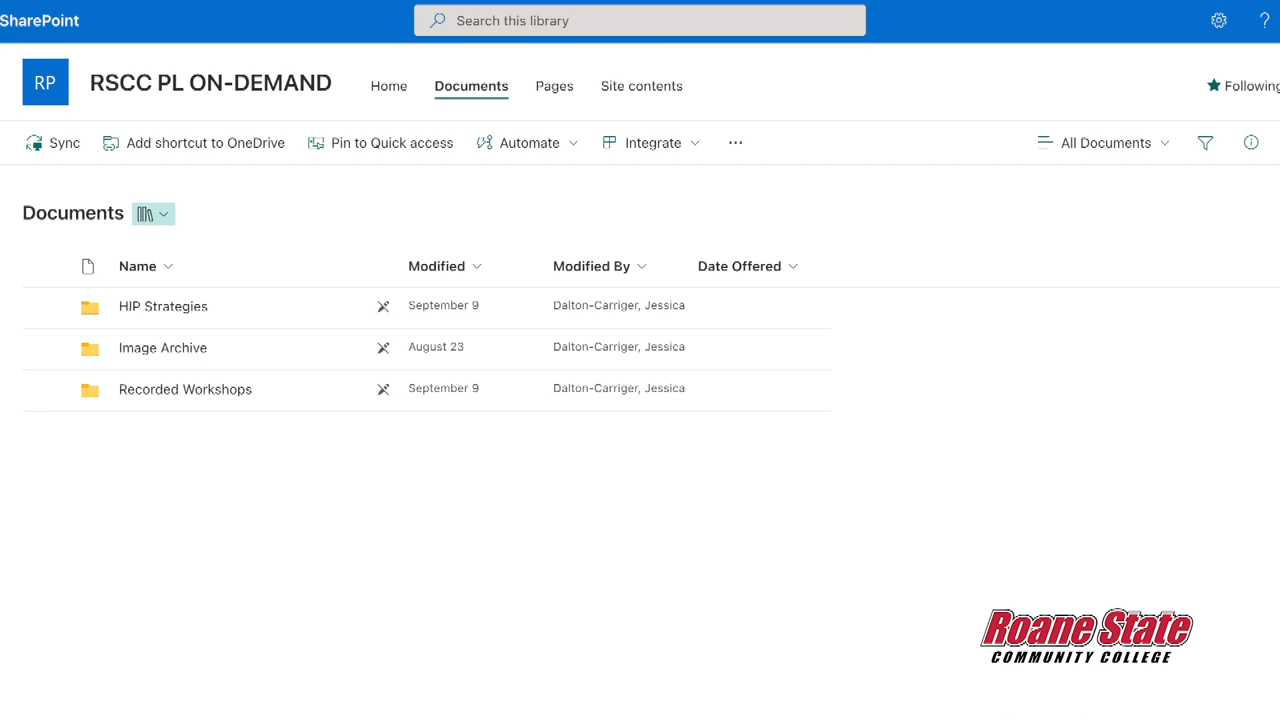 SharePoint
Search this library
?
RP
RSCC PL ON-DEMAND
Home
Documents
Pages
Site contents
Following
Sync
Add shortcut to OneDrive
Pin to Quick access
Automate
Integrate
...
All Documents
Documents
Name
Modified
Modified By
Date Offered
HIP Strategies
September 9
Dalton-Carriger, Jessica
Image Archive
August 23
Dalton-Carriger, Jessica
Recorded Workshops
September 9
Dalton-Carriger, Jessica
Roane State
COMMUNITY COLLEGE